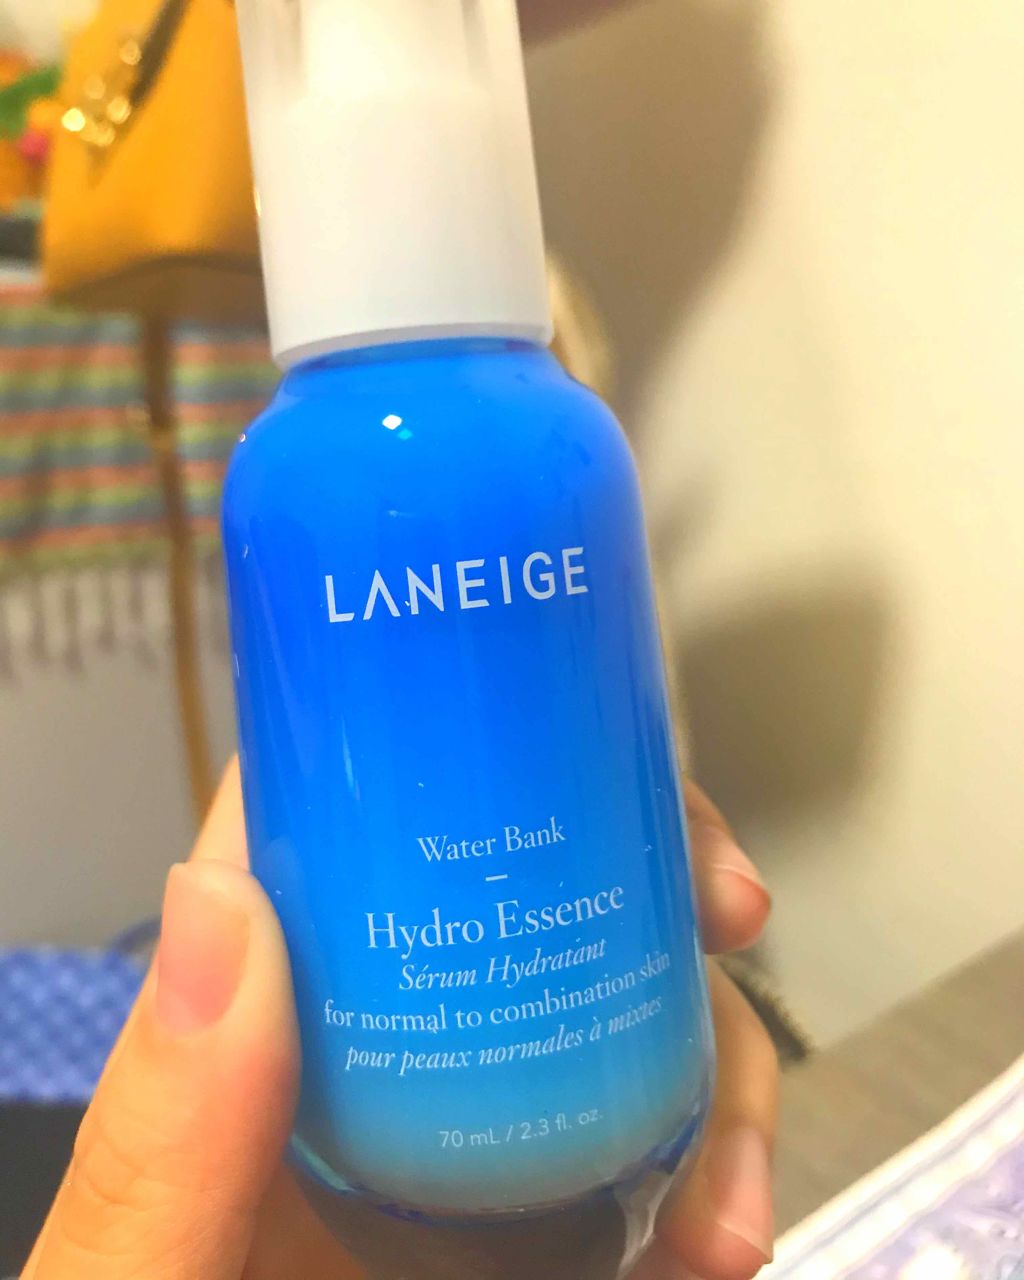 LANEIGE
Water Bank
Hydro Essence
Sérum Hydratant
for normal to combination skin
pour peaux normales à mixtes
70 mL / 2.3 fl. oz.